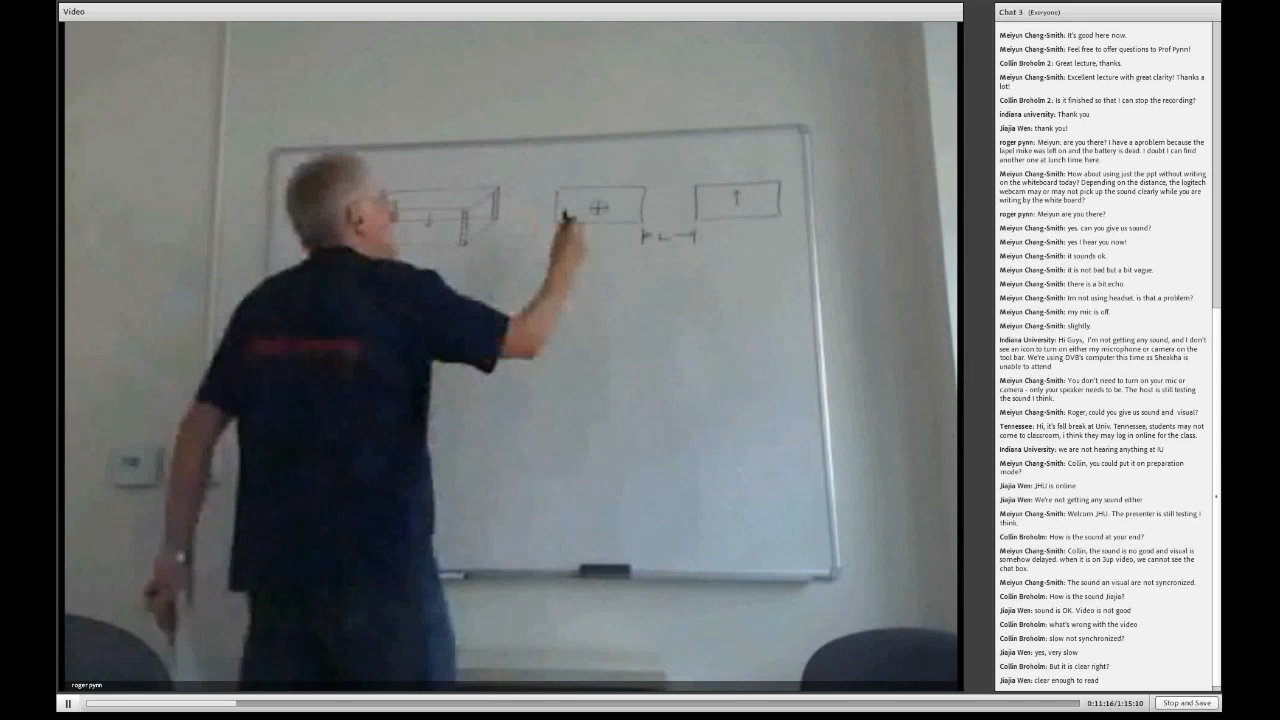 Video
Chat 3 (Everyone)
Meiyun Chang-Smith: It's good here now.
Meiyun Chang-Smith: Feel free to offer questions to Prof Pynn!
Collin Broholm 2: Great lecture, thanks.
Meiyun Chang-Smith: Excellent lecture with great clarity! Thanks a
lot!
Collin Broholm 2: Is it finished so that I can stop the recording?
indiana university: Thank you
Jiajia Wen: thank you!
roger pynn: Meiyun: are you there? I have a aproblem because the
lapel mike was left on and the battery is dead. I doubt I can find
another one at lunch time here.
Meiyun Chang-Smith: How about using just the ppt without writing
on the whiteboard today? Depending on the distance, the logitech
webcam may or may not pick up the sound clearly while you are
writing by the white board?
roger pynn: Meiyun are you there?
Meiyun Chang-Smith: yes. can you give us sound?
Meiyun Chang-Smith: yes I hear you now!
Meiyun Chang-Smith: it sounds ok.
Meiyun Chang-Smith: it is not bad but a bit vague.
Meiyun Chang-Smith: there is a bit echo.
Meiyun Chang-Smith: Im not using headset. is that a problem?
Meiyun Chang-Smith: my mic is off.
Meiyun Chang-Smith: slightly.
Indiana University: Hi Guys, I'm not getting any sound, and I don't
see an icon to turn on either my microphone or camera on the
tool bar. We're using DVB's computer this time as Sheakha is
unable to attend
Meiyun Chang-Smith: You don't need to turn on your mic or
camera - only your speaker needs to be. The host is still testing
the sound I think.
Meiyun Chang-Smith: Roger, could you give us sound and visual?
Tennessee: Hi, it's fall break at Univ. Tennessee, students may not
come to classroom, i think they may log in online for the class.
Indiana University: we are not hearing anything at IU
Meiyun Chang-Smith: Collin, you could put it on preparation
mode?
Jiajia Wen: JHU is online
Jiajia Wen: We're not getting any sound either
Meiyun Chang-Smith: Welcom JHU. The presenter is still testing I
think.
Collin Broholm: How is the sound at your end?
Meiyun Chang-Smith: Collin, the sound is no good and visual is
somehow delayed. when it is on 3up video, we cannot see the
chat box.
Meiyun Chang-Smith: The sound an visual are not syncronized.
Collin Broholm: How is the sound Jiajia?
Jiajia Wen: sound is OK. Video is not good
Collin Broholm: what's wrong with the video
Collin Broholm: slow not synchronized?
Jiajia Wen: yes, very slow
Collin Broholm: But it is clear right?
Jiajia Wen: clear enough to read
L
roger pynn
0:11:16/1:15:10
Stop and Save